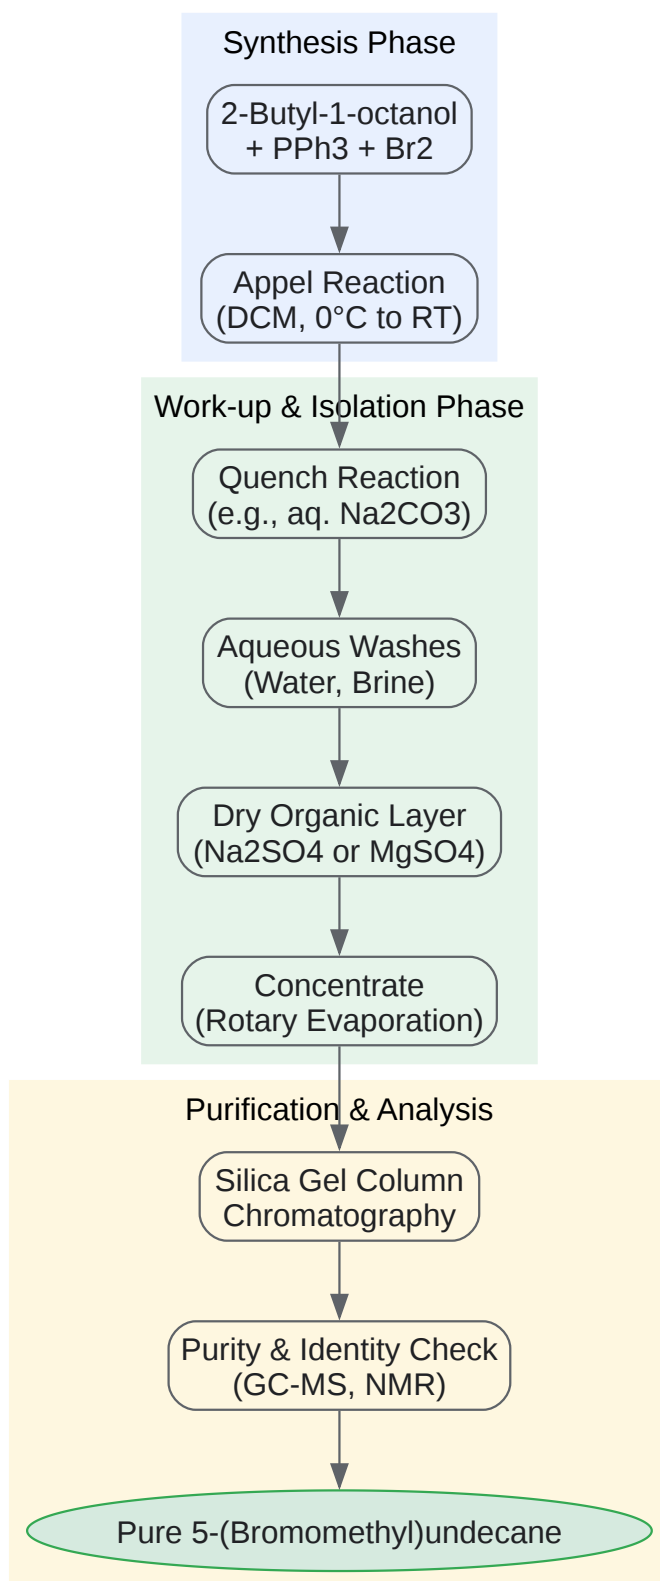 Synthesis Phase
2-Butyl-1-octanol
+ PPh3 + Br2
Appel Reaction
(DCM, 0°C to RT)
Work-up & Isolation Phase
Quench Reaction
(e.g., aq. Na2CO3)
Aqueous Washes
(Water, Brine)
Dry Organic Layer
(Na2SO4 or MgSO4)
Concentrate
(Rotary Evaporation)
Purification & Analysis
Silica Gel Column
Chromatography
Purity & Identity Check
(GC-MS, NMR)
Pure 5-(Bromomethyl)undecane